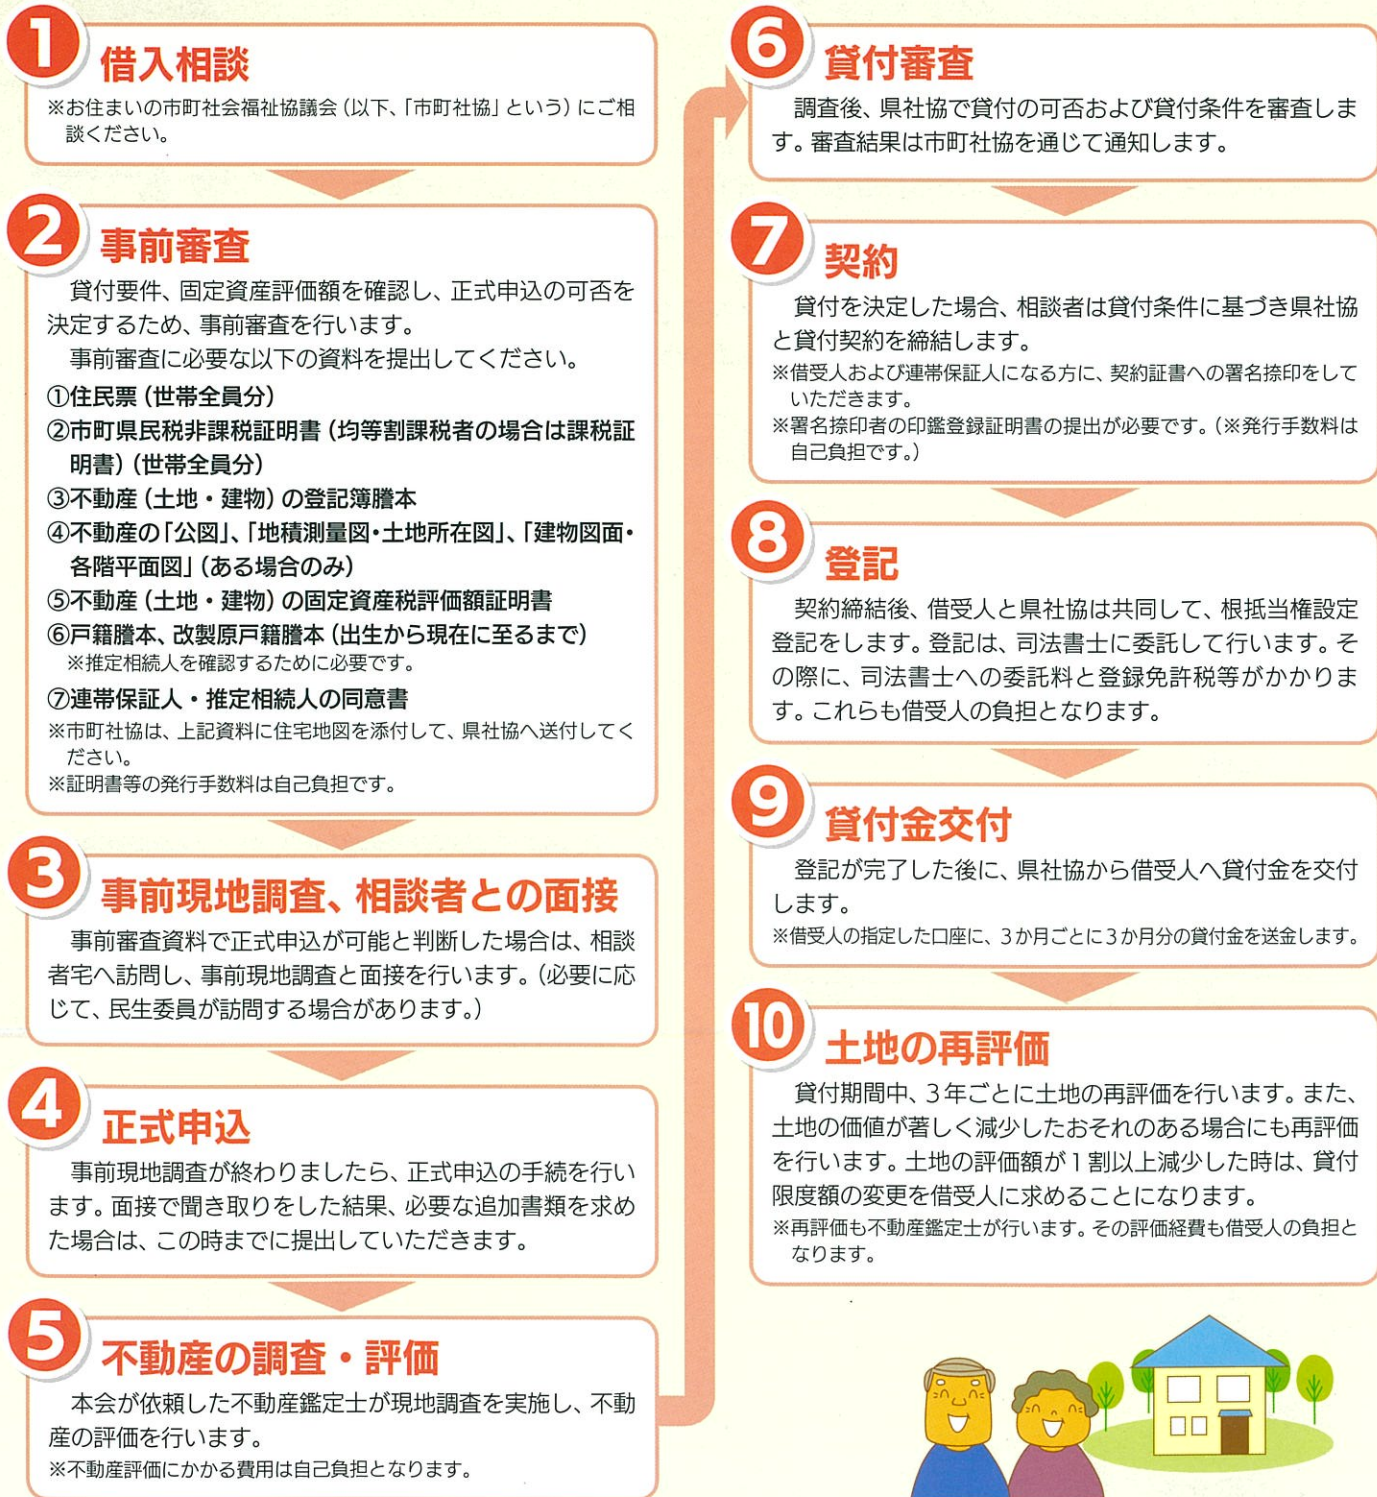 1 借入相談
※お住まいの市町社会福祉協議会（以下、「市町社協」という）にご相
談ください。
2 事前審査
貸付要件、固定資産評価額を確認し、正式申込の可否を
決定するため、事前審査を行います。
事前審査に必要な以下の資料を提出してください。
①住民票（世帯全員分）
②市町県民税非課税証明書（均等割課税者の場合は課税証
明書）（世帯全員分）
③不動産（土地・建物）の登記簿謄本
④不動産の「公図」、「地積測量図・土地所在図」、「建物図面・
各階平面図」（ある場合のみ）
⑤不動産（土地・建物）の固定資産税評価額証明書
⑥戸籍謄本、改製原戸籍謄本（出生から現在に至るまで）
※推定相続人を確認するために必要です。
⑦連帯保証人・推定相続人の同意書
※市町社協は、上記資料に住宅地図を添付して、県社協へ送付してく
ださい。
※証明書等の発行手数料は自己負担です。
3 事前現地調査、相談者との面接
事前審査資料で正式申込が可能と判断した場合は、相談
者宅へ訪問し、事前現地調査と面接を行います。（必要に応
じて、民生委員が訪問する場合があります。）
4 正式申込
事前現地調査が終わりましたら、正式申込の手続を行い
ます。面接で聞き取りをした結果、必要な追加書類を求め
た場合は、この時までに提出していただきます。
5 不動産の調査・評価
本会が依頼した不動産鑑定士が現地調査を実施し、不動
産の評価を行います。
※不動産評価にかかる費用は自己負担となります。
6 貸付審査
調査後、県社協で貸付の可否および貸付条件を審査しま
す。審査結果は市町社協を通じて通知します。
7 契約
貸付を決定した場合、相談者は貸付条件に基づき県社協
と貸付契約を締結します。
※借受人および連帯保証人になる方に、契約証書への署名捺印をして
いただきます。
※署名捺印者の印鑑登録証明書の提出が必要です。（※発行手数料は
自己負担です。）
8 登記
契約締結後、借受人と県社協は共同して、根抵当権設定
登記をします。登記は、司法書士に委託して行います。そ
の際に、司法書士への委託料と登録免許税等がかかりま
す。これらも借受人の負担となります。
9 貸付金交付
登記が完了した後に、県社協から借受人へ貸付金を交付
します。
※借受人の指定した口座に、3か月ごとに3か月分の貸付金を送金します。
10 土地の再評価
貸付期間中、3年ごとに土地の再評価を行います。また、
土地の価値が著しく減少したおそれのある場合にも再評価
を行います。土地の評価額が1割以上減少した時は、貸付
限度額の変更を借受人に求めることになります。
※再評価も不動産鑑定士が行います。その評価経費も借受人の負担と
なります。